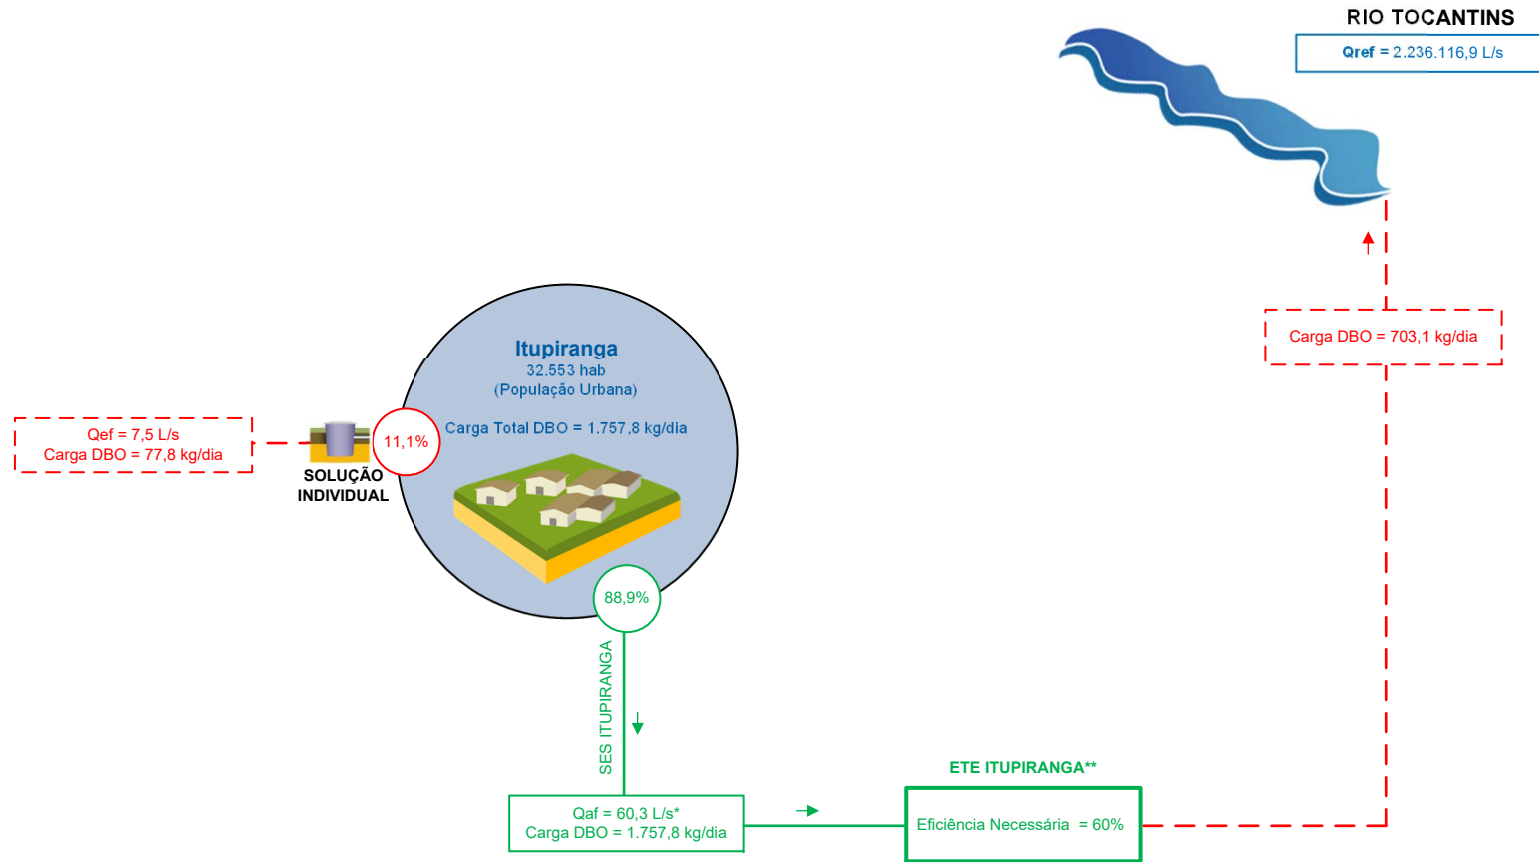 RIO TOCANTINS
Qref = 2.236.116,9 L/s
Carga DBO = 703,1 kg/dia
Itupiranga
32.553 hab
(População Urbana)
Carga Total DBO = 1.757,8 kg/dia
Qef = 7,5 L/s
Carga DBO = 77,8 kg/dia
11,1%
SOLUÇÃO
INDIVIDUAL
88,9%
SES ITUPIRANGA
ETE ITUPIRANGA**
Qaf = 60,3 L/s*
Carga DBO = 1.757,8 kg/dia
Eficiência Necessária = 60%